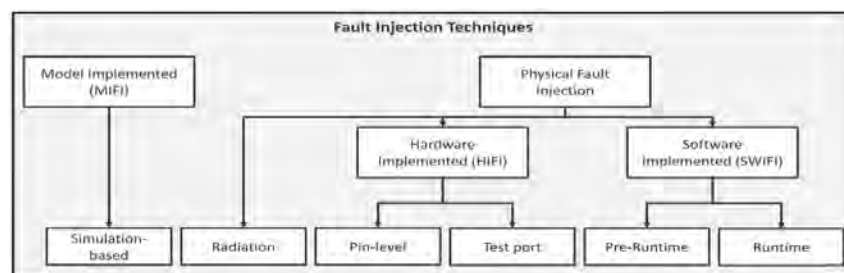 Fault Injection Techniques
Model Implemented
(MIFI)
Physical Fault
Injection
Hardware
Implemented (HiFi)
Software
Implemented (SWIFI)
Simulation-
based
Radiation
Pin-level
Test port
Pre-Runtime
Runtime